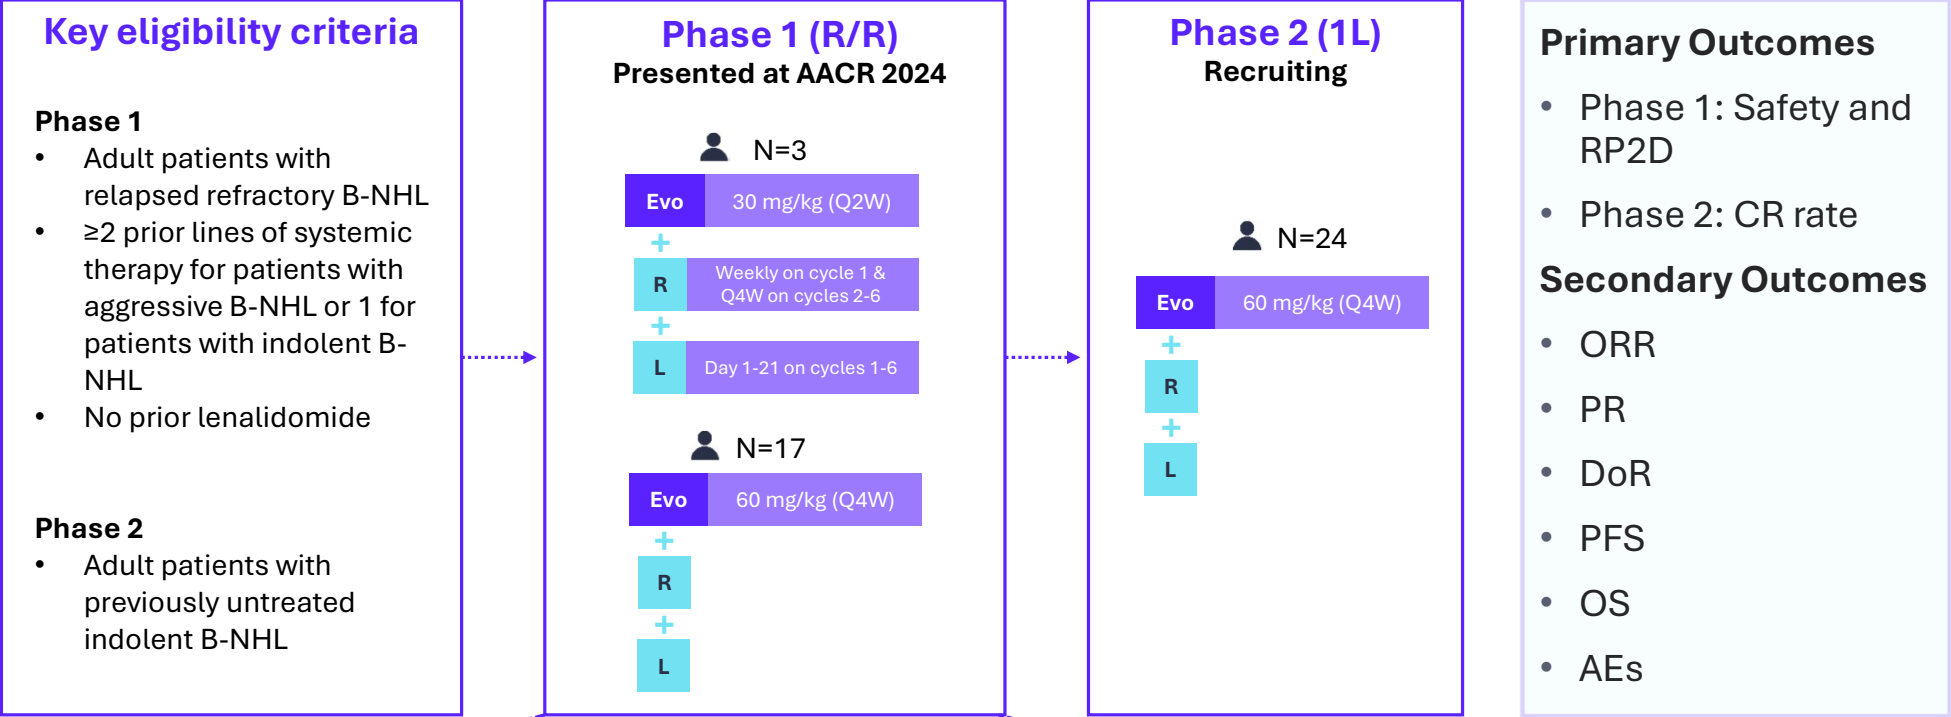 Key eligibility criteria
Phase 1
• Adult patients with
relapsed refractory B-NHL
• ≥2 prior lines of systemic
therapy for patients with
aggressive B-NHL or 1 for
patients with indolent B-
NHL
• No prior lenalidomide
Phase 2
• Adult patients with
previously untreated
indolent B-NHL
Phase 1 (R/R)
Presented at AACR 2024
N=3
Evo 30 mg/kg (Q2W)
+
R Weekly on cycle 1 &
Q4W on cycles 2-6
+
L Day 1-21 on cycles 1-6
N=17
Evo 60 mg/kg (Q4W)
+
R
+
L
Phase 2 (1L)
Recruiting
N=24
Evo 60 mg/kg (Q4W)
+
R
+
L
Primary Outcomes
• Phase 1: Safety and
RP2D
• Phase 2: CR rate
Secondary Outcomes
• ORR
• PR
• DoR
• PFS
• OS
• AEs